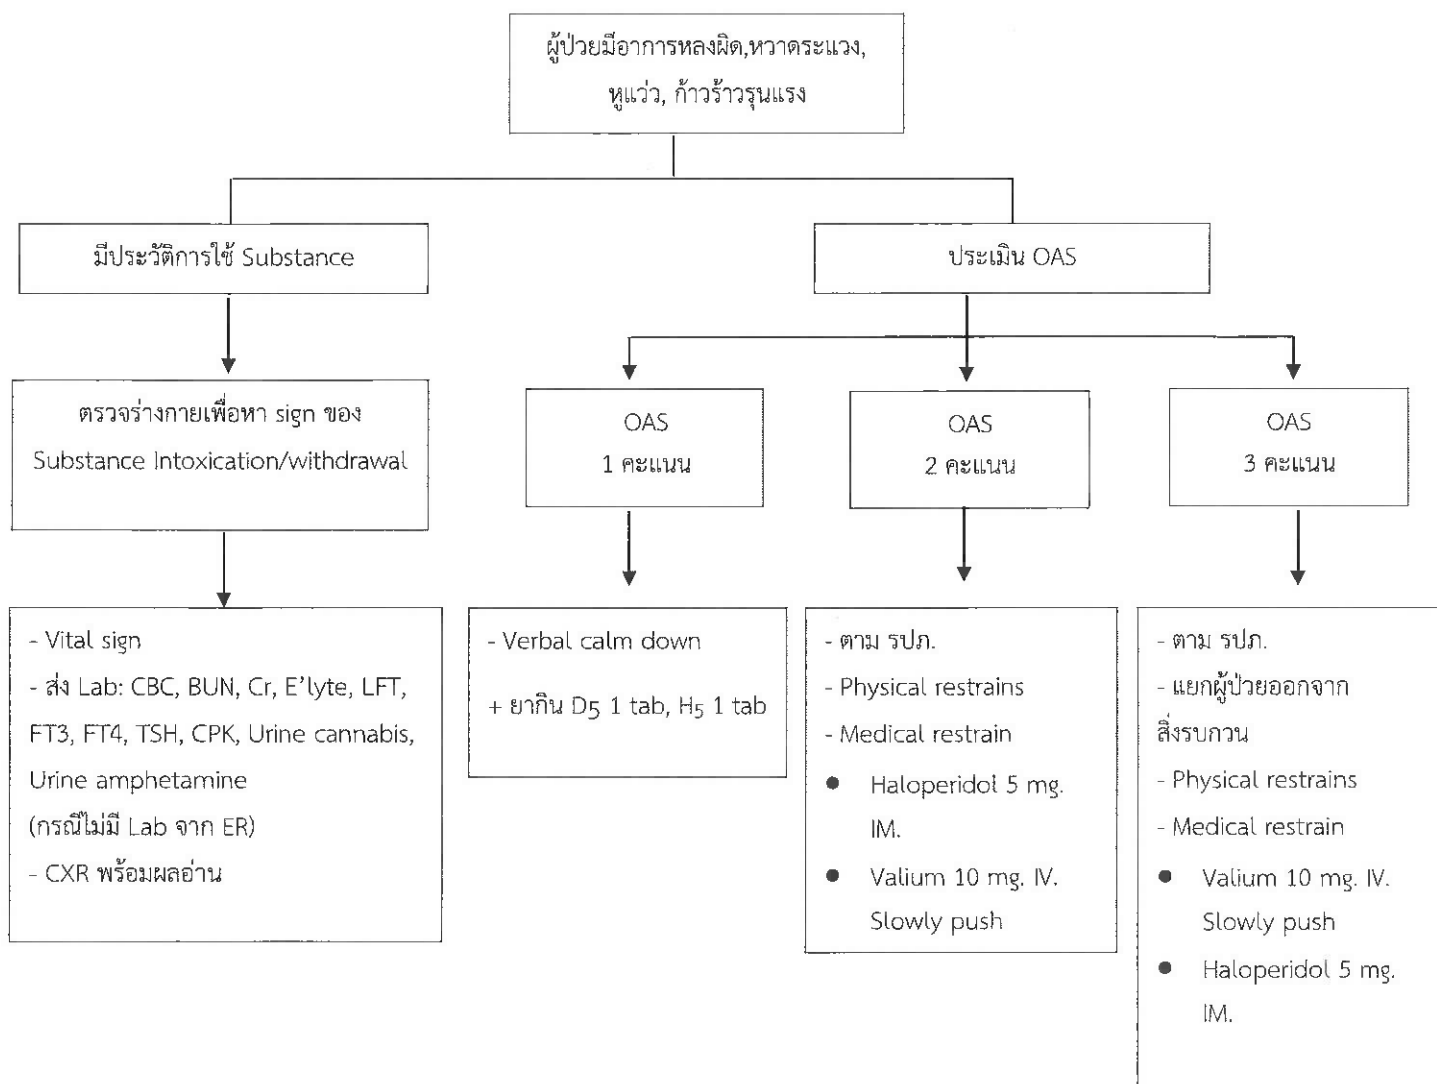 ผู้ป่วยมีอาการหลงผิด,หวาดระแวง,
หูแว่ว, ก้าวร้าวรุนแรง
มีประวัติการใช้ Substance
ประเมิน OAS
ตรวจร่างกายเพื่อหา sign ของ
Substance Intoxication/withdrawal
OAS
1 คะแนน
OAS
2 คะแนน
OAS
3 คะแนน
- Vital sign
- ส่ง Lab: CBC, BUN, Cr, E'lyte, LFT,
FT3, FT4, TSH, CPK, Urine cannabis,
Urine amphetamine
(กรณีไม่มี Lab จาก ER)
- CXR พร้อมผลอ่าน
- Verbal calm down
+ ยากิน D5 1 tab, H5 1 tab
- ตาม รปภ.
- Physical restrains
- Medical restrain
● Haloperidol 5 mg.
IM.
● Valium 10 mg. IV.
Slowly push
- ตาม รปภ.
- แยกผู้ป่วยออกจาก
สิ่งรบกวน
- Physical restrains
- Medical restrain
● Valium 10 mg. IV.
Slowly push
● Haloperidol 5 mg.
IM.